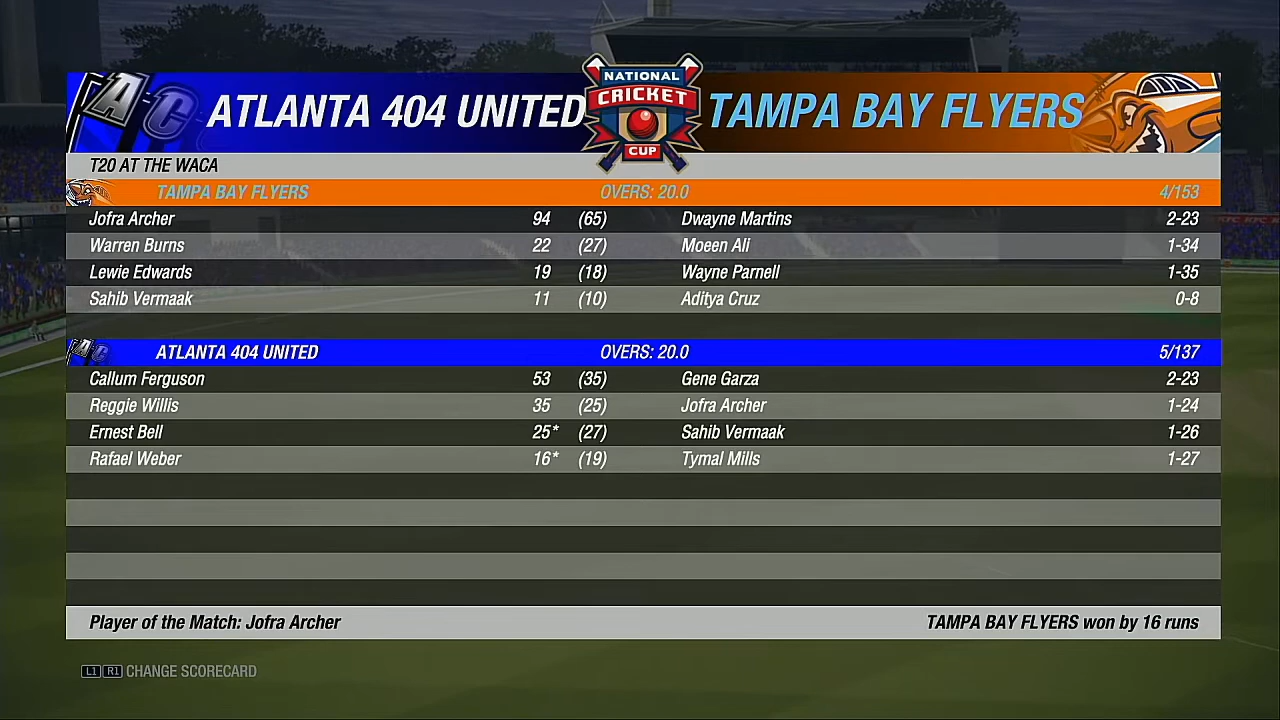 ATLANTA 404 UNITED
NATIONAL
CRICKET
CUP
TAMPA BAY FLYERS
T20 AT THE WACA
TAMPA BAY FLYERS OVERS: 20.0 4/153
Jofra Archer 94 (65) Dwayne Martins 2-23
Warren Burns 22 (27) Moeen Ali 1-34
Lewie Edwards 19 (18) Wayne Parnell 1-35
Sahib Vermaak 11 (10) Aditya Cruz 0-8
ATLANTA 404 UNITED OVERS: 20.0 5/137
Callum Ferguson 53 (35) Gene Garza 2-23
Reggie Willis 35 (25) Jofra Archer 1-24
Ernest Bell 25* (27) Sahib Vermaak 1-26
Rafael Weber 16* (19) Tymal Mills 1-27
Player of the Match: Jofra Archer TAMPA BAY FLYERS won by 16 runs
L1 R1 CHANGE SCORECARD